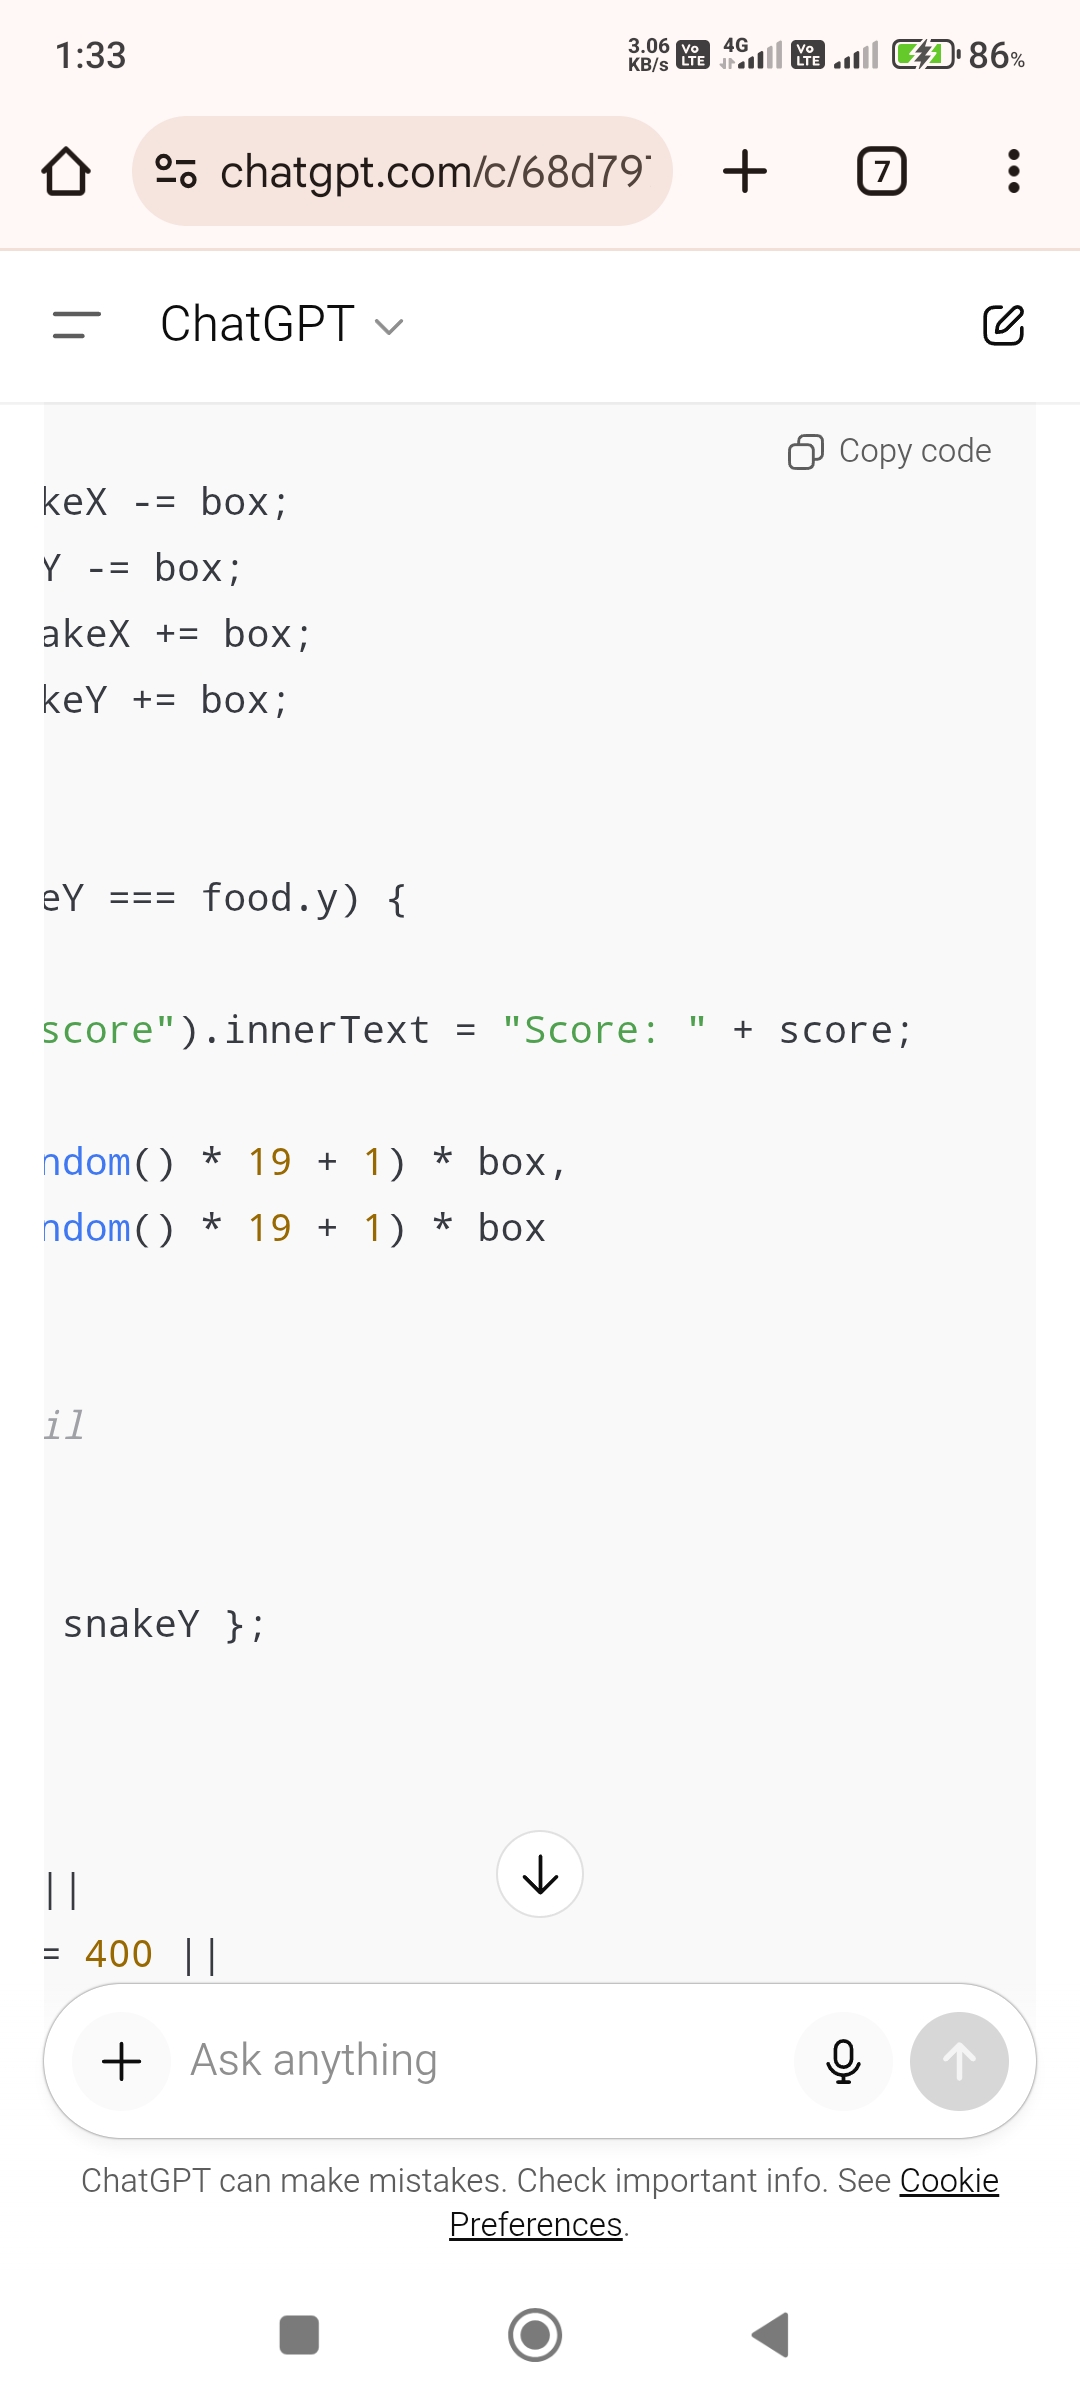 1:33
3.06 KB/s Vo LTE 4G Vo LTE 86%
chatgpt.com/c/68d79
7
ChatGPT
Copy code
keX -= box;
Y -= box;
akeX += box;
keY += box;
eY === food.y) {
score").innerText = "Score: " + score;
ndom() * 19 + 1) * box,
ndom() * 19 + 1) * box
il
snakeY };
||
= 400 ||
Ask anything
ChatGPT can make mistakes. Check important info. See Cookie
Preferences.